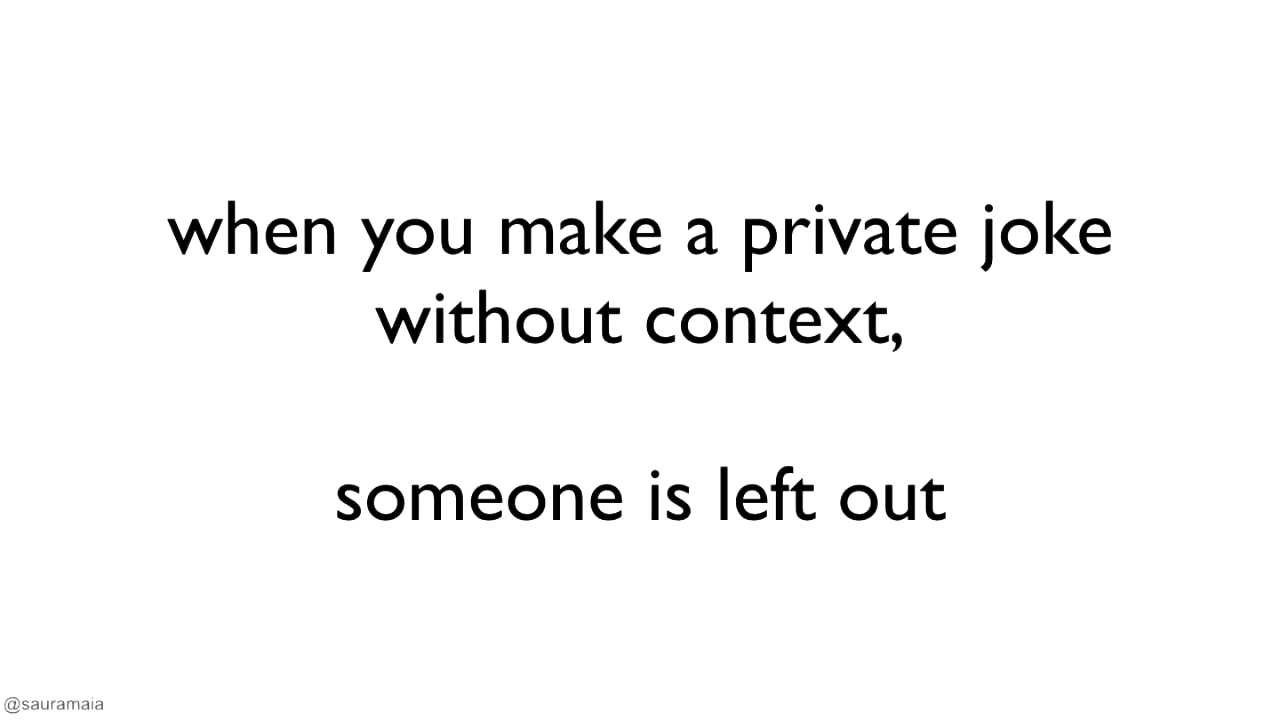 when you make a private joke
without context,
someone is left out
@sauramaia